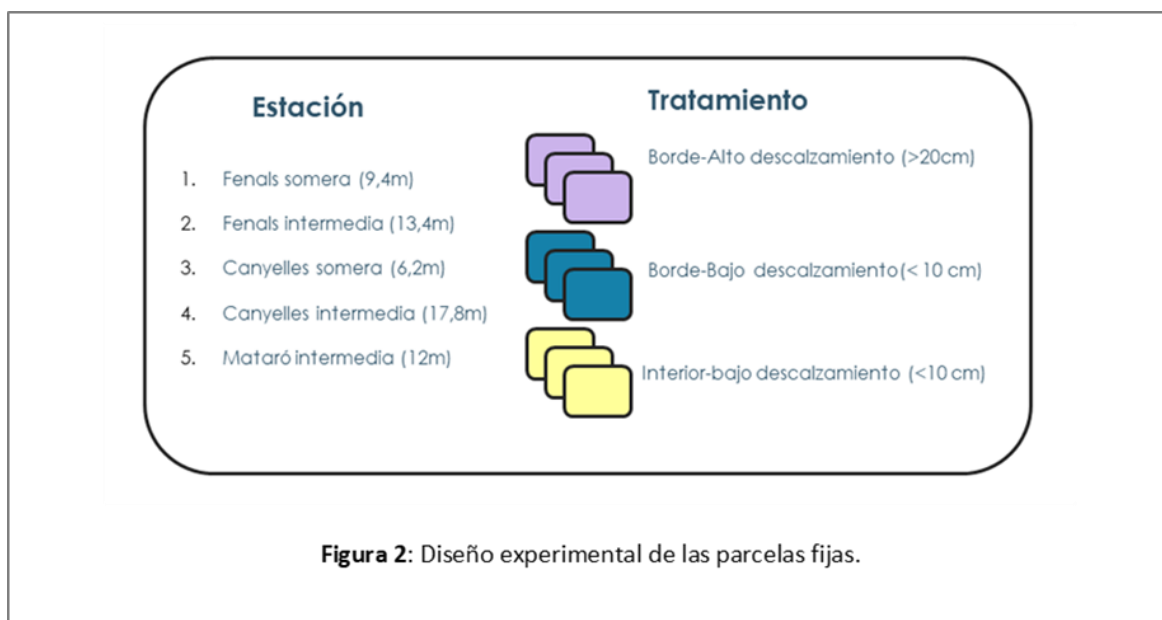 Estación
1. Fenals somera (9,4m)
2. Fenals intermedia (13,4m)
3. Canyelles somera (6,2m)
4. Canyelles intermedia (17,8m)
5. Mataró intermedia (12m)
Tratamiento
Borde-Alto descalzamiento (>20cm)
Borde-Bajo descalzamiento (< 10 cm)
Interior-bajo descalzamiento (<10 cm)
Figura 2: Diseño experimental de las parcelas fijas.